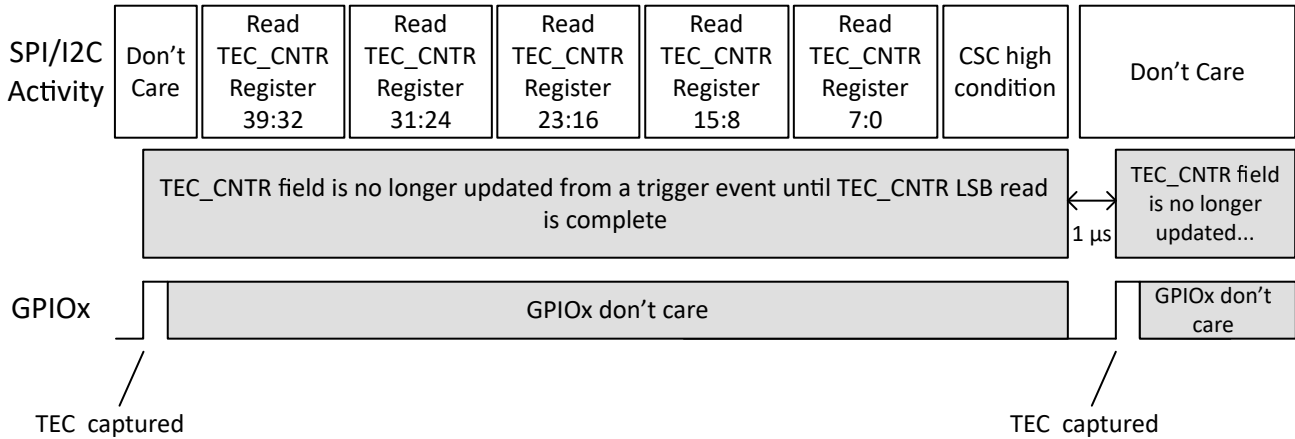 SPI/I2C
Activity
Don't
Care
Read
TEC_CNTR
Register
39:32
Read
TEC_CNTR
Register
31:24
Read
TEC_CNTR
Register
23:16
Read
TEC_CNTR
Register
15:8
Read
TEC_CNTR
Register
7:0
CSC high
condition
Don't Care
TEC_CNTR field is no longer updated from a trigger event until TEC_CNTR LSB read
is complete
1 µs
TEC_CNTR field
is no longer
updated...
GPIOx
GPIOx don't care
GPIOx don't
care
TEC captured
TEC captured